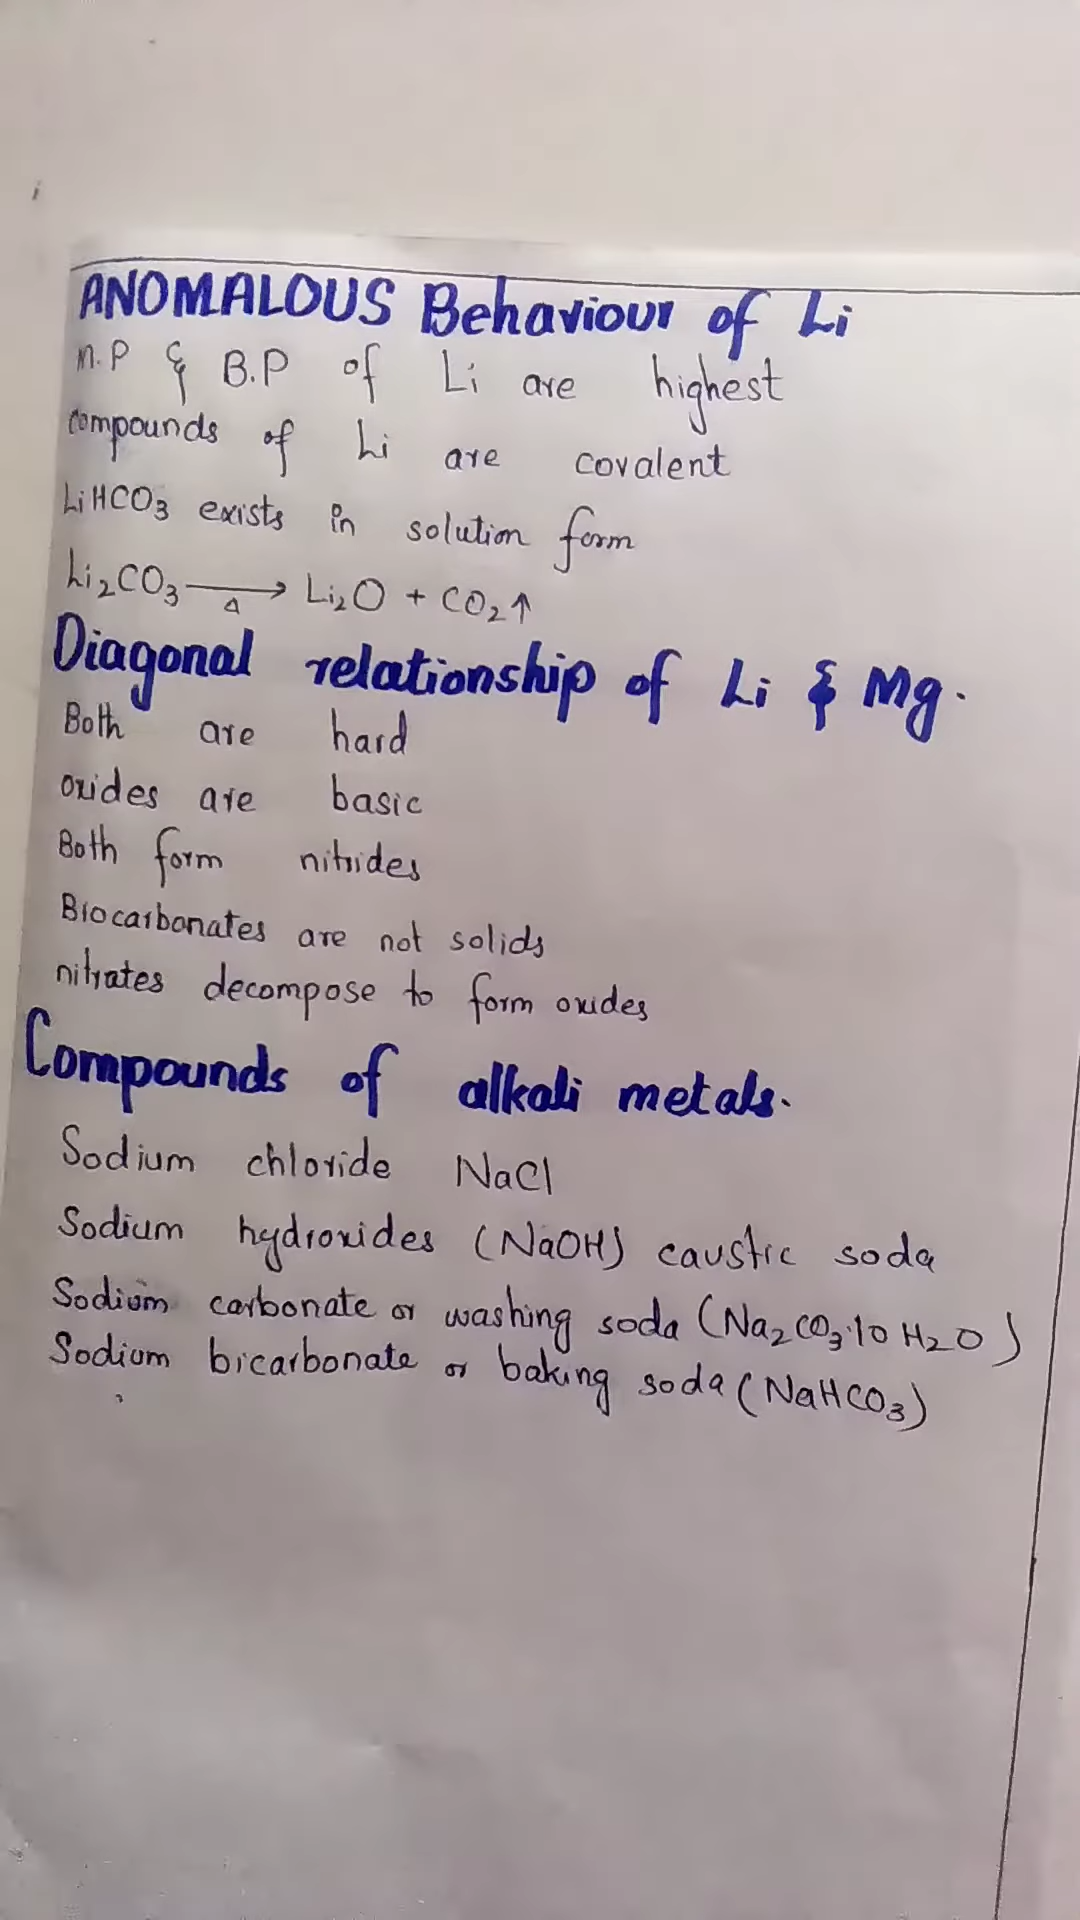 ANOMALOUS Behaviour of Li
M.P & B.P of Li are highest
compounds of Li are covalent
LiHCO₃ exists in solution form
Li₂CO₃ ⟶ Δ Li₂O + CO₂↑
Diagonal relationship of Li & Mg.
Both are hard
oxides are basic
Both form nitrides
Biocarbonates are not solids
nitrates decompose to form oxides
Compounds of alkali metals.
Sodium chloride NaCl
Sodium hydroxides (NaOH) caustic soda
Sodium carbonate or washing soda (Na₂CO₃.10 H₂O)
Sodium bicarbonate or baking soda (NaHCO₃)